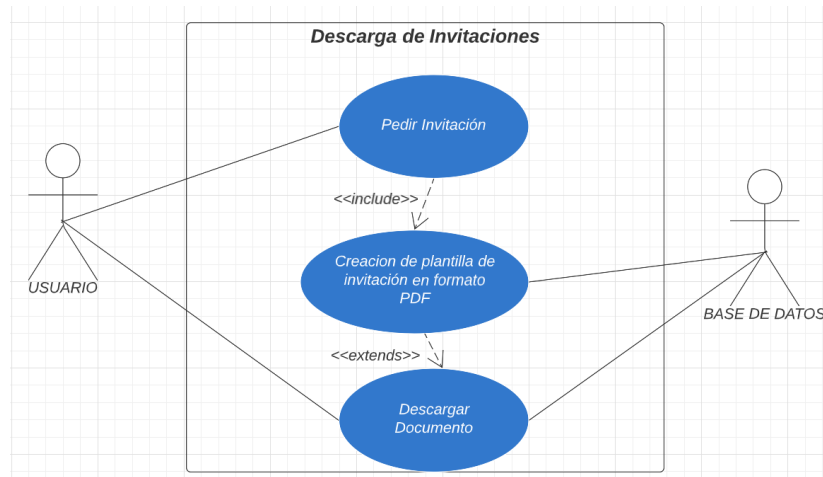 Descarga de Invitaciones
Pedir Invitación
<<include>>
Creacion de plantilla de
invitación en formato
PDF
USUARIO
BASE DE DATOS
<<extends>>
Descargar
Documento